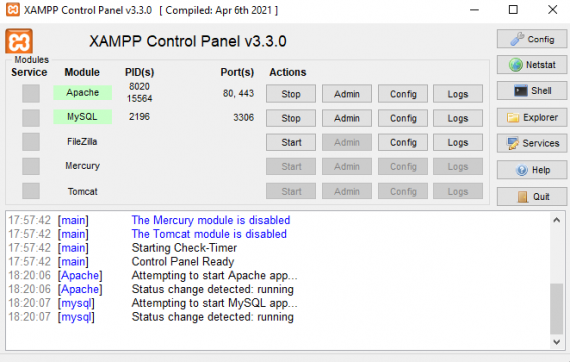 XAMPP Control Panel v3.3.0 [ Compiled: Apr 6th 2021 ]
XAMPP Control Panel v3.3.0
Config
Modules
Service Module PID(s) Port(s) Actions
Netstat
Apache 8020 15564 80, 443 Stop Admin Config Logs
Shell
MySQL 2196 3306 Stop Admin Config Logs
Explorer
FileZilla Start Admin Config Logs
Services
Mercury Start Admin Config Logs
Help
Tomcat Start Admin Config Logs
Quit
17:57:42 [main] The Mercury module is disabled
17:57:42 [main] The Tomcat module is disabled
17:57:42 [main] Starting Check-Timer
17:57:42 [main] Control Panel Ready
18:20:06 [Apache] Attempting to start Apache app...
18:20:06 [Apache] Status change detected: running
18:20:07 [mysql] Attempting to start MySQL app...
18:20:07 [mysql] Status change detected: running